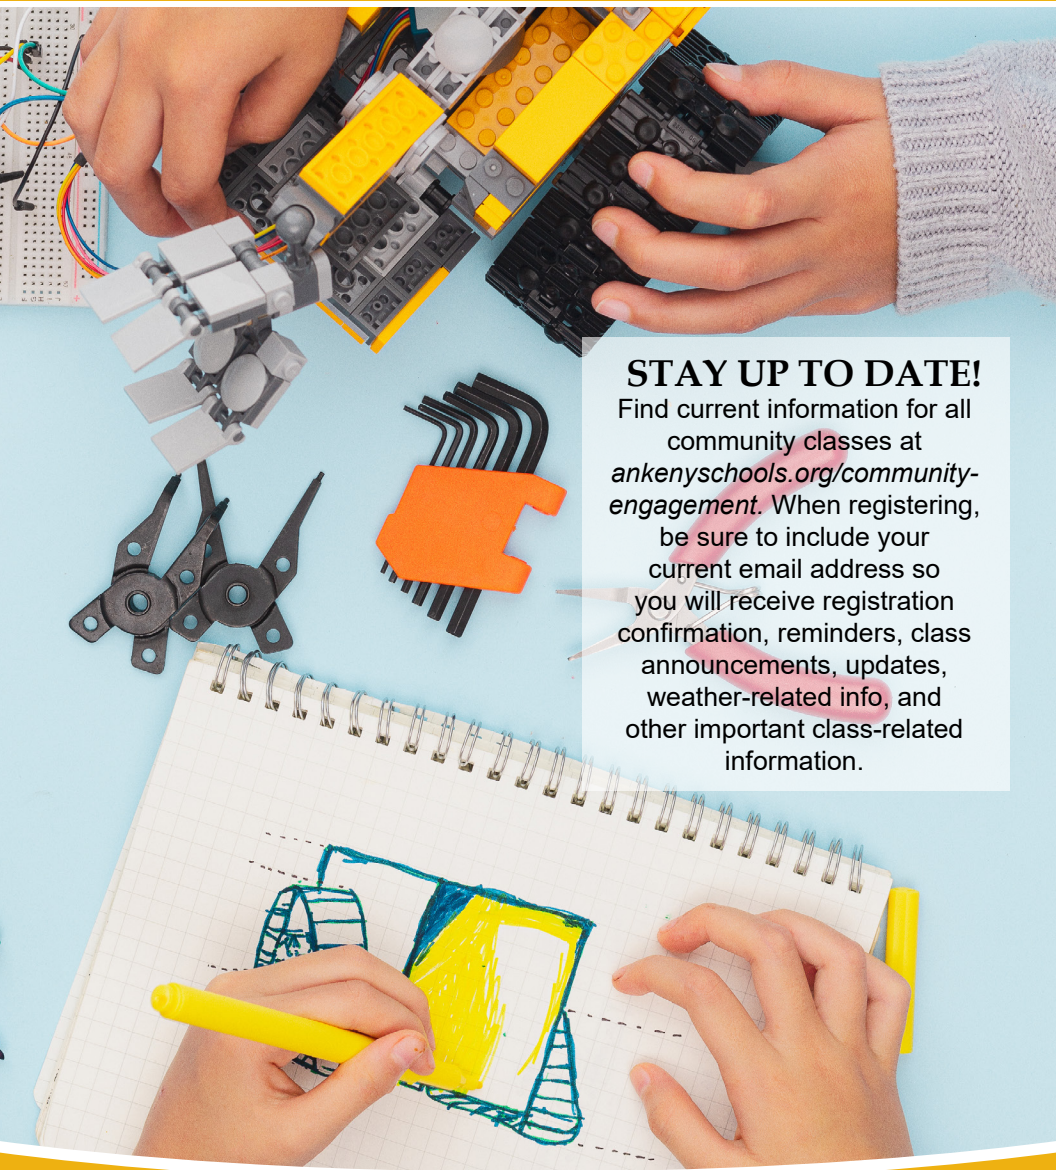 STAY UP TO DATE!
Find current information for all
community classes at
ankenyschools.org/community-
engagement. When registering,
be sure to include your
current email address so
you will receive registration
confirmation, reminders, class
announcements, updates,
weather-related info, and
other important class-related
information.